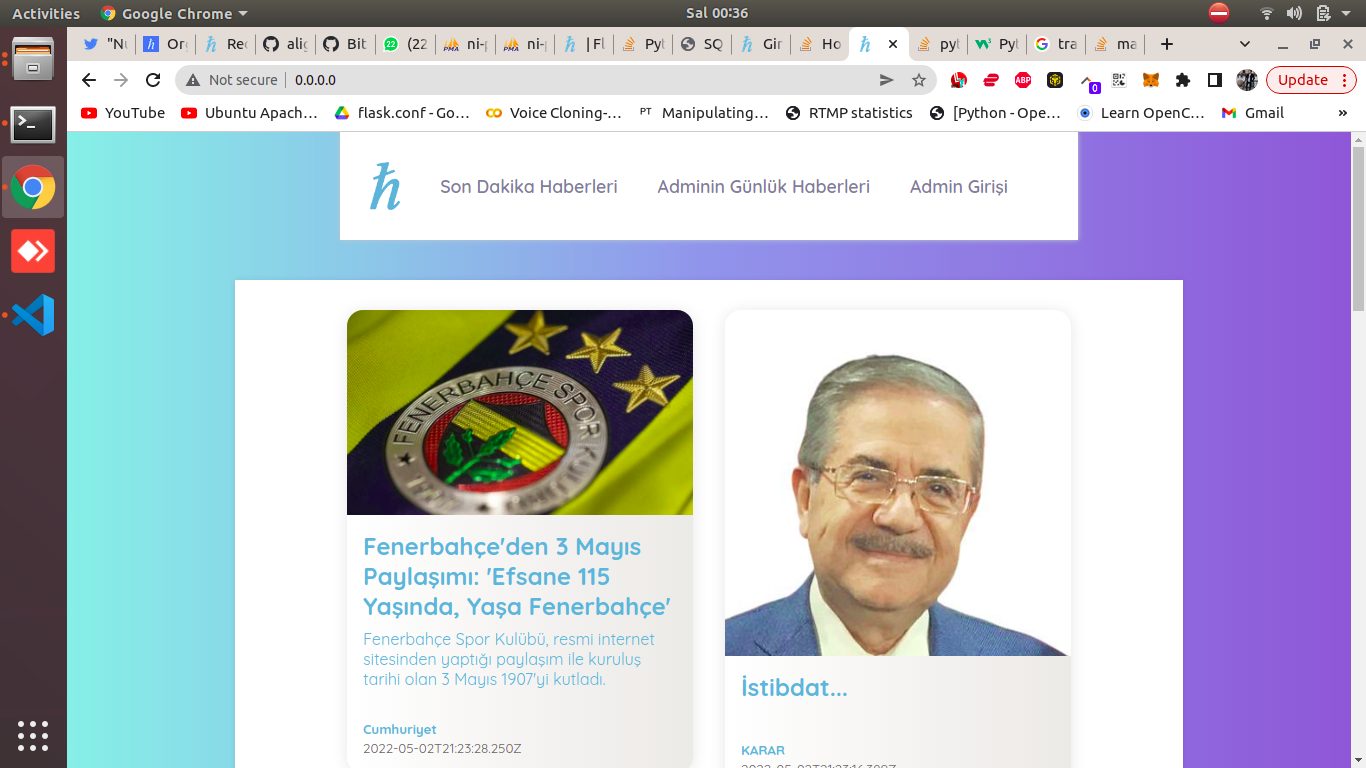 Activities
Google Chrome
Sal 00:36
"Nu
Org
Rec
alig
Bit
(22
ni-p
ni-p
| Fl
Pyt
SQ
Gir
Ho
pyt
Pyt
tra
ma
Not secure
0.0.0.0
ABP
0
Update
YouTube
Ubuntu Apach...
flask.conf - Go...
Voice Cloning-...
PT Manipulating...
RTMP statistics
[Python - Ope...
Learn OpenC...
Gmail
»
ħ
Son Dakika Haberleri
Adminin Günlük Haberleri
Admin Girişi
FENERBAHÇE SPOR KULÜBÜ
Fenerbahçe'den 3 Mayıs
Paylaşımı: 'Efsane 115
Yaşında, Yaşa Fenerbahçe'
Fenerbahçe Spor Kulübü, resmi internet
sitesinden yaptığı paylaşım ile kuruluş
tarihi olan 3 Mayıs 1907'yi kutladı.
Cumhuriyet
2022-05-02T21:23:28.250Z
İstibdat...
KARAR